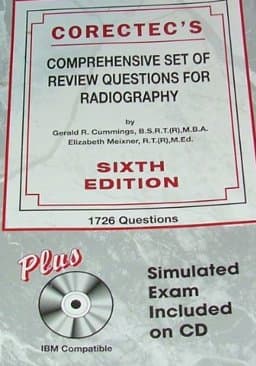 CORECTEC'S
COMPREHENSIVE SET OF
REVIEW QUESTIONS FOR
RADIOGRAPHY
by
Gerald R. Cummings, B.S.R.T.(R),M.B.A.
Elizabeth Meixner, R.T.(R),M.Ed.
SIXTH
EDITION
1726 Questions
Plus
IBM Compatible
Simulated
Exam
Included
on CD